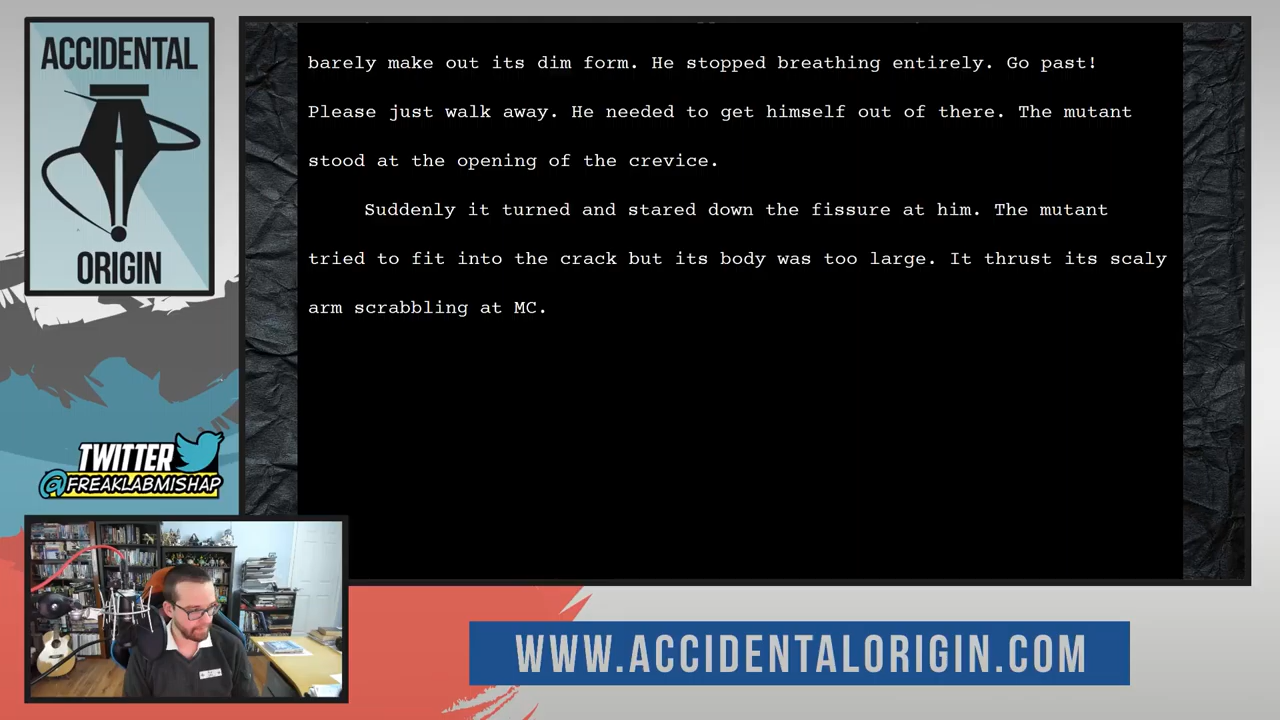 ACCIDENTAL
ORIGIN
barely make out its dim form. He stopped breathing entirely. Go past!
Please just walk away. He needed to get himself out of there. The mutant
stood at the opening of the crevice.
Suddenly it turned and stared down the fissure at him. The mutant
tried to fit into the crack but its body was too large. It thrust its scaly
arm scrabbling at MC.
TWITTER
@FREAKLABMISHAP
WWW.ACCIDENTALORIGIN.COM